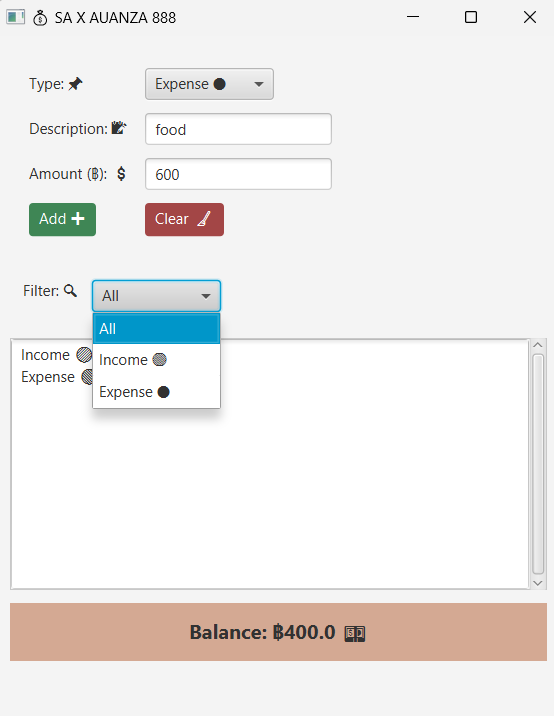 SA X AUANZA 888
Type:
Expense
Description:
food
Amount (฿): $
600
Add
Clear
Filter:
All
All
Income
Expense
Income
Expense
Balance: ฿400.0